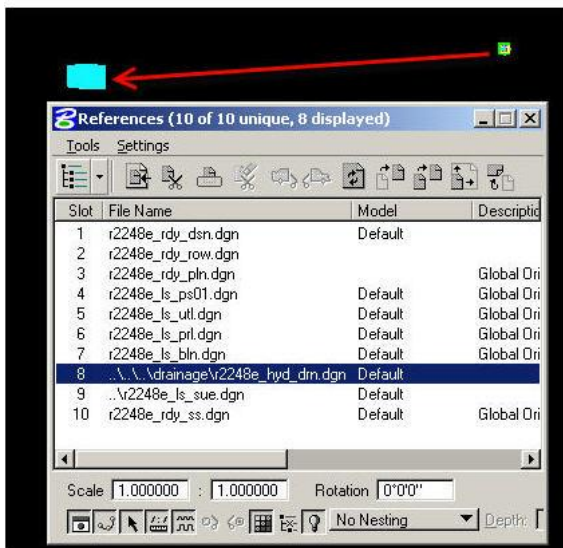 References (10 of 10 unique, 8 displayed)
Tools Settings
Slot File Name Model Descriptio
1 r2248e_rdy_dsn.dgn Default
2 r2248e_rdy_row.dgn
3 r2248e_rdy_pln.dgn Global Ori
4 r2248e_ls_ps01.dgn Default Global Ori
5 r2248e_ls_utl.dgn Default Global Ori
6 r2248e_ls_prl.dgn Default Global Ori
7 r2248e_ls_bln.dgn Default Global Ori
8 ..\..\..\drainage\r2248e_hyd_drn.dgn Default
9 ..\r2248e_ls_sue.dgn Default
10 r2248e_rdy_ss.dgn Default Global Ori
Scale 1.000000 : 1.000000 Rotation 0°0'0"
No Nesting Depth: